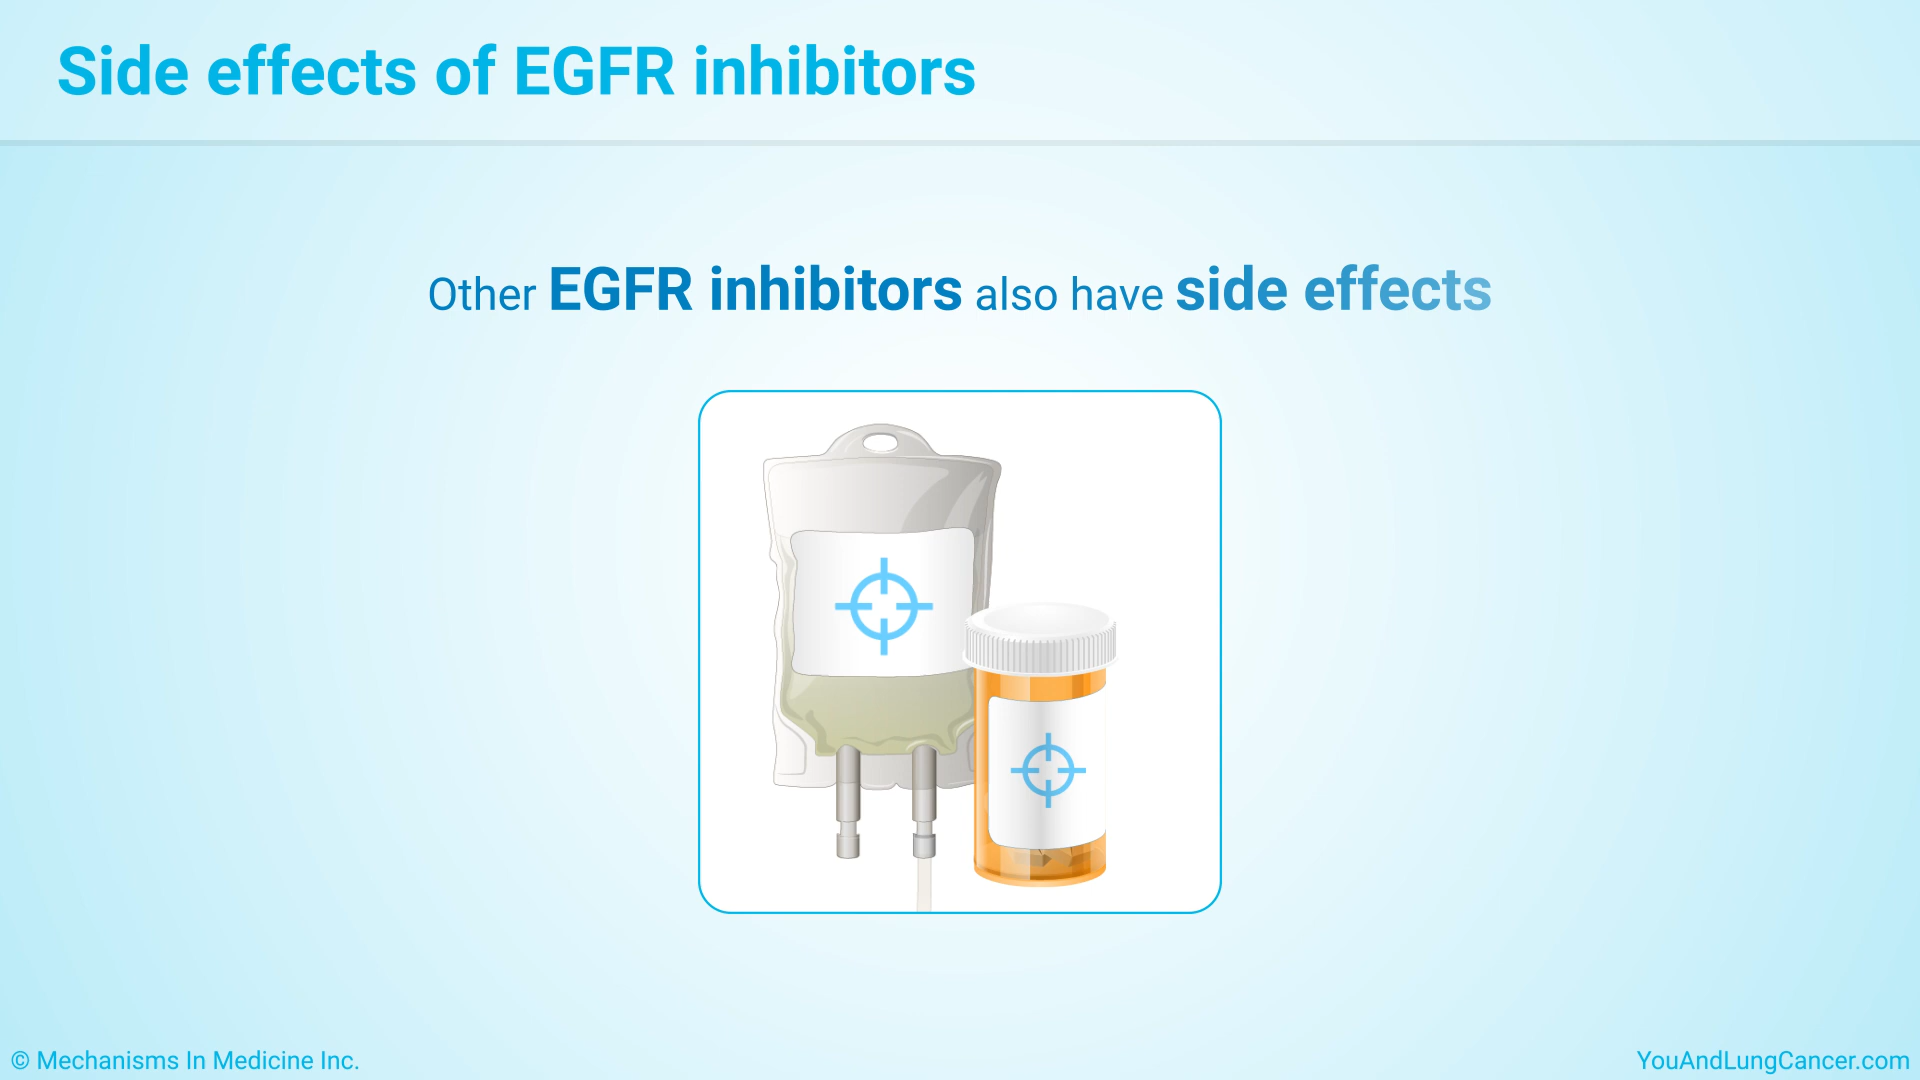 Side effects of EGFR inhibitors
Other EGFR inhibitors also have side effects
© Mechanisms In Medicine Inc.
YouAndLungCancer.com